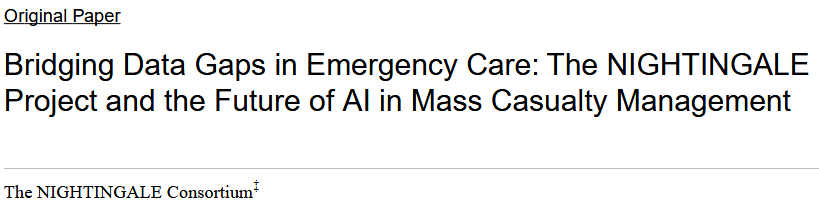 Original Paper
Bridging Data Gaps in Emergency Care: The NIGHTINGALE
Project and the Future of AI in Mass Casualty Management
The NIGHTINGALE Consortium‡